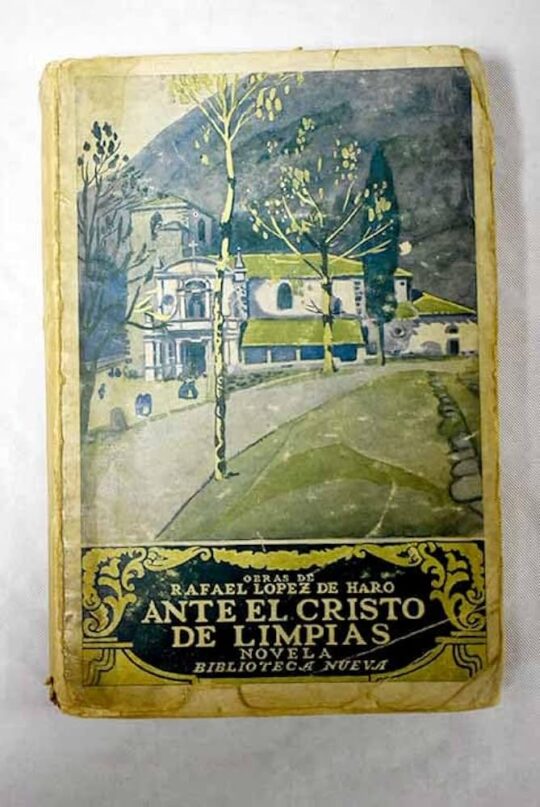 OBRAS DE
RAFAEL LOPEZ DE HARO
ANTE EL CRISTO
DE LIMPIAS
NOVELA
BIBLIOTECA NUEVA